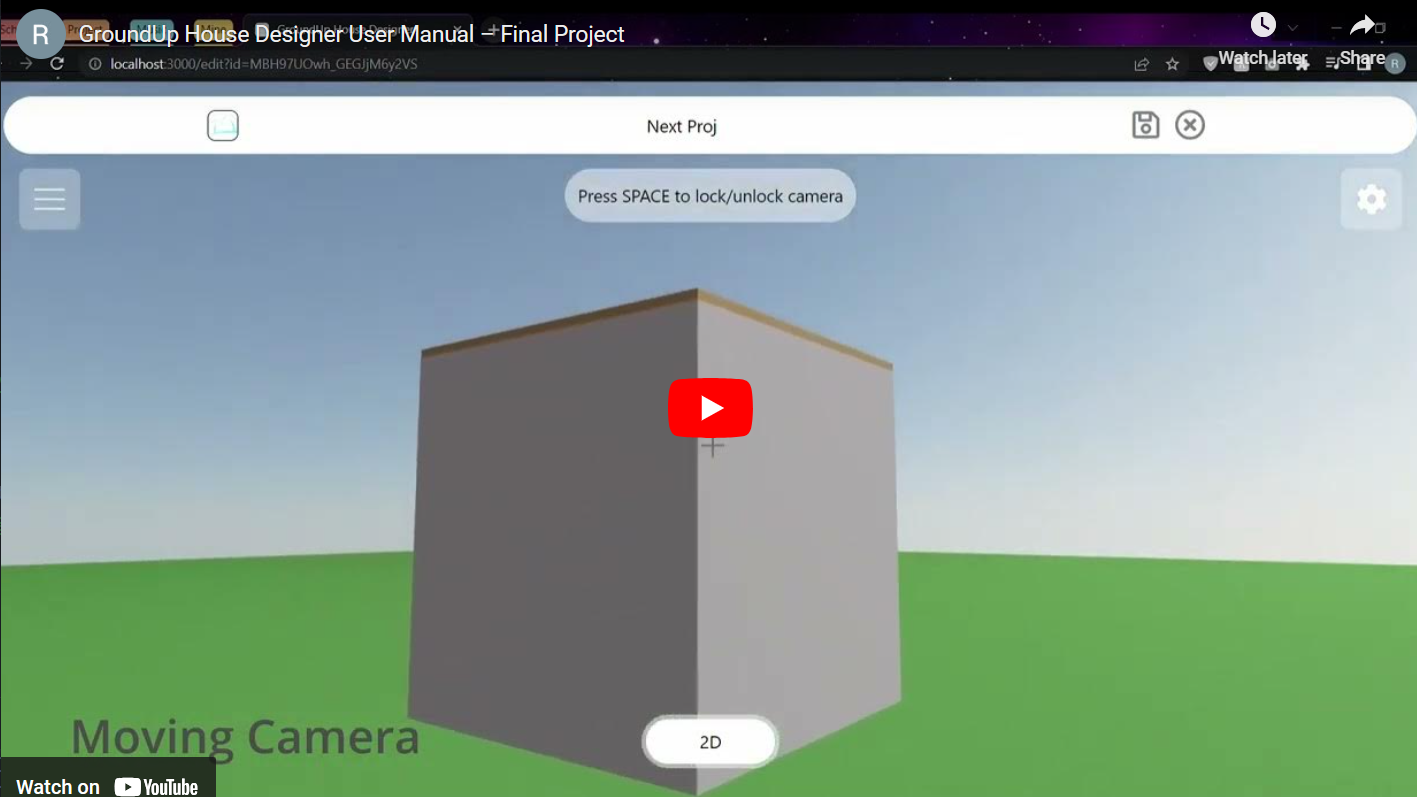 R
GroundUp House Designer User Manual – Final Project
Watch later
Share
localhost:3000/edit?id=MBH97UOwh_GEGJjM6y2VS
R
Next Proj
Press SPACE to lock/unlock camera
Moving Camera
2D
Watch on YouTube